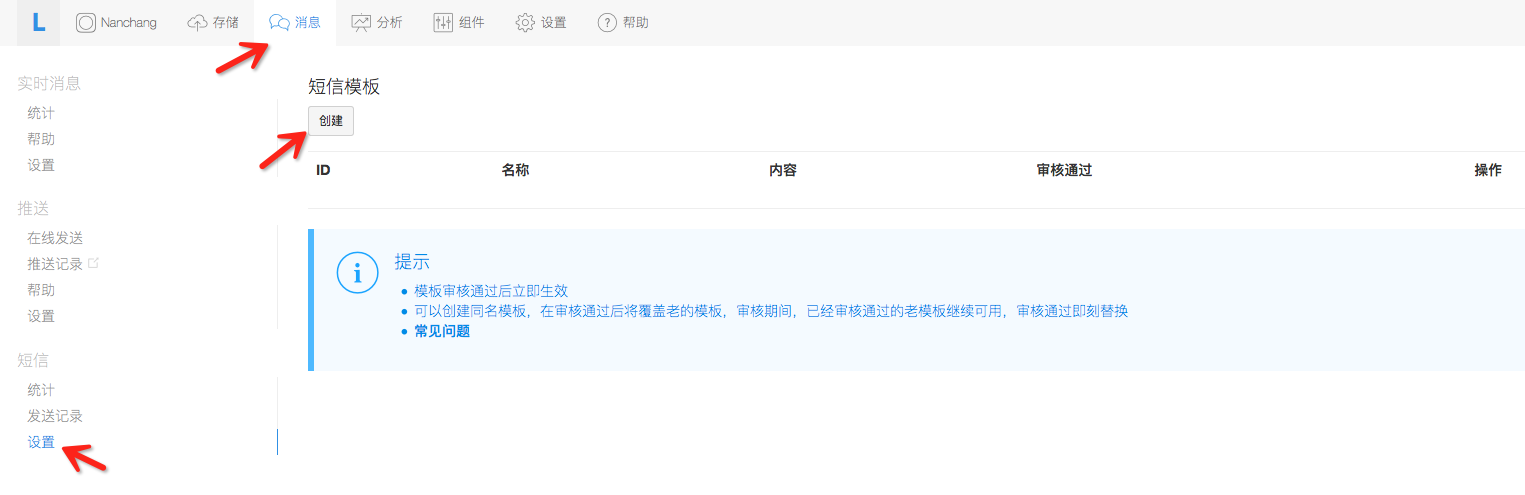 L Nanchang 存储 消息 分析 组件 设置 帮助
实时消息
统计
帮助
设置
推送
在线发送
推送记录
帮助
设置
短信
统计
发送记录
设置
短信模板
创建
ID 名称 内容 审核通过 操作
提示
模板审核通过后立即生效
可以创建同名模板，在审核通过后将覆盖老的模板，审核期间，已经审核通过的老模板继续可用，审核通过即刻替换
常见问题